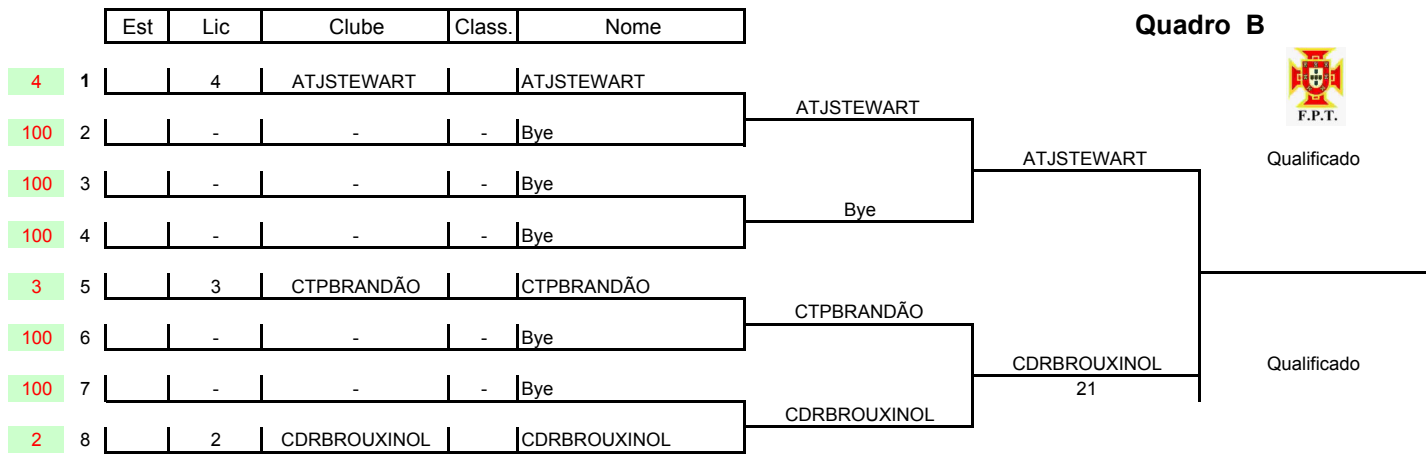 Est Lic Clube Class. Nome Quadro B
4 1 4 ATJSTEWART ATJSTEWART
ATJSTEWART
F.P.T.
100 2 - - - Bye
ATJSTEWART Qualificado
100 3 - - - Bye
Bye
100 4 - - - Bye
3 5 3 CTPBRANDÃO CTPBRANDÃO
CTPBRANDÃO
100 6 - - - Bye
CDRBROUXINOL Qualificado
100 7 - - - Bye
21
CDRBROUXINOL
2 8 2 CDRBROUXINOL CDRBROUXINOL